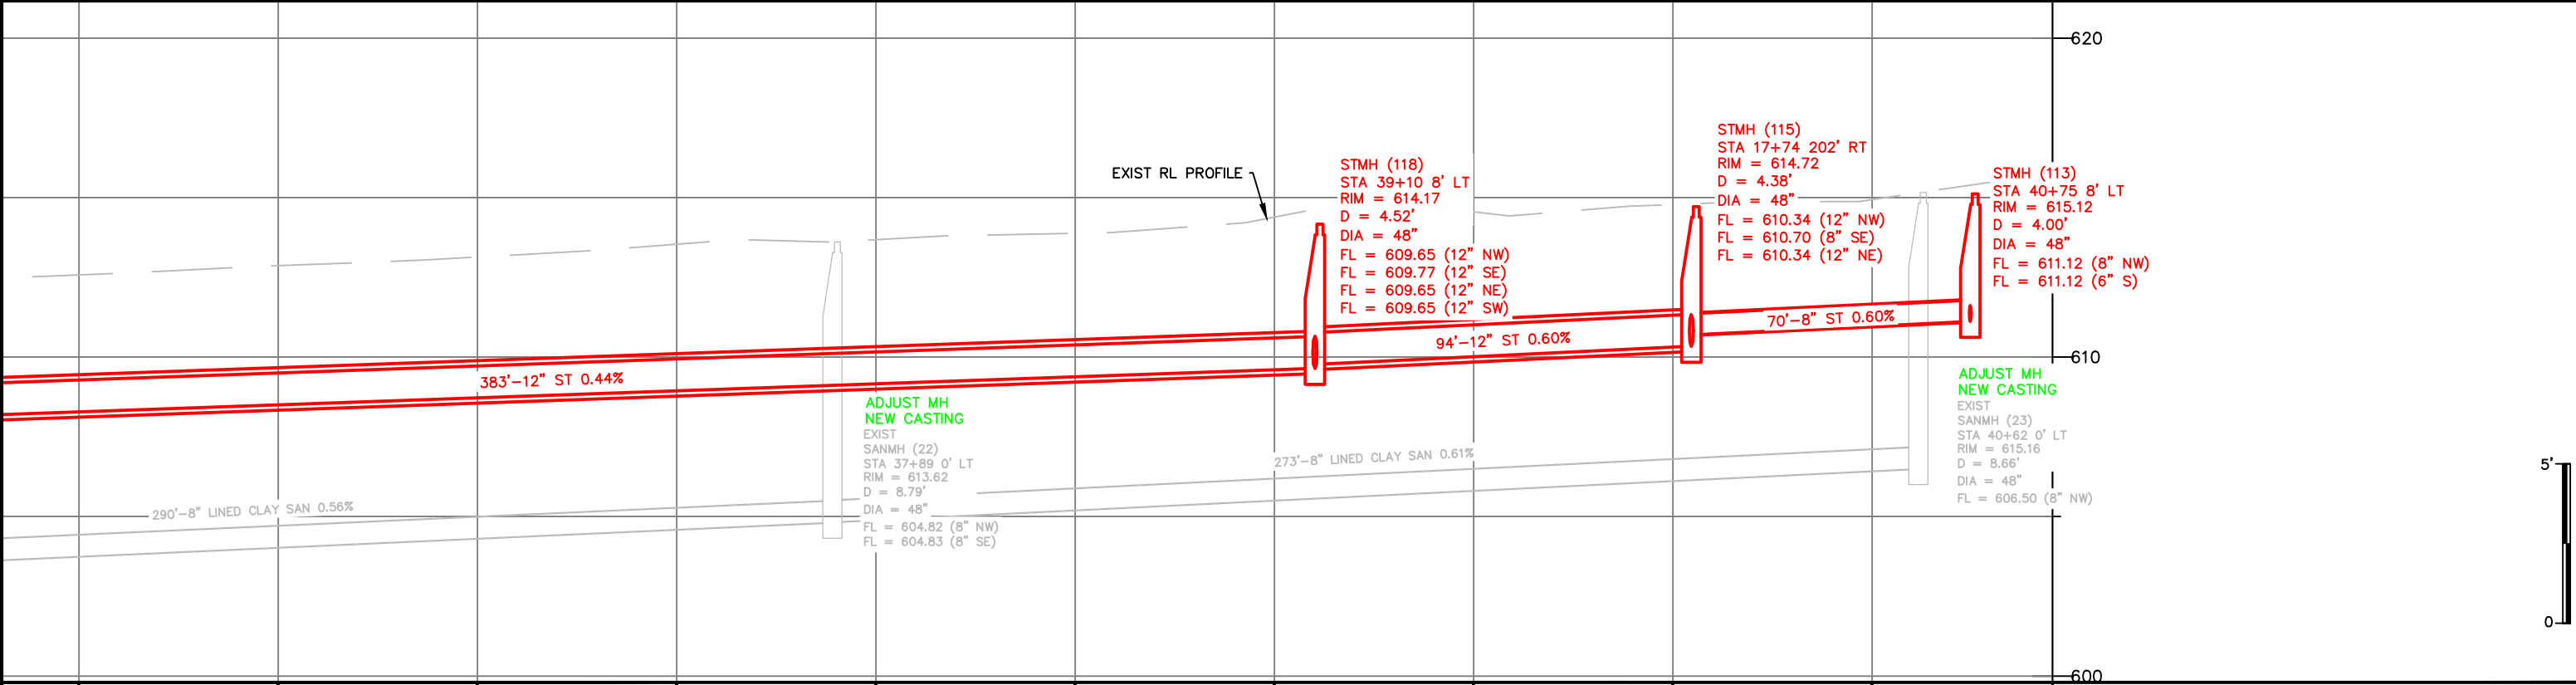 620
EXIST RL PROFILE
STMH (118)
STA 39+10 8' LT
RIM = 614.17
D = 4.52'
DIA = 48"
FL = 609.65 (12" NW)
FL = 609.77 (12" SE)
FL = 609.65 (12" NE)
FL = 609.65 (12" SW)
STMH (115)
STA 17+74 202' RT
RIM = 614.72
D = 4.38'
DIA = 48"
FL = 610.34 (12" NW)
FL = 610.70 (8" SE)
FL = 610.34 (12" NE)
STMH (113)
STA 40+75 8' LT
RIM = 615.12
D = 4.00'
DIA = 48"
FL = 611.12 (8" NW)
FL = 611.12 (6" S)
383'-12" ST 0.44%
94'-12" ST 0.60%
70'-8" ST 0.60%
610
ADJUST MH
NEW CASTING
EXIST
SANMH (22)
STA 37+89 0' LT
RIM = 613.62
D = 8.79'
DIA = 48"
FL = 604.82 (8" NW)
FL = 604.83 (8" SE)
ADJUST MH
NEW CASTING
EXIST
SANMH (23)
STA 40+62 0' LT
RIM = 615.16
D = 8.66'
DIA = 48"
FL = 606.50 (8" NW)
290'-8" LINED CLAY SAN 0.56%
273'-8" LINED CLAY SAN 0.61%
5'
0
600